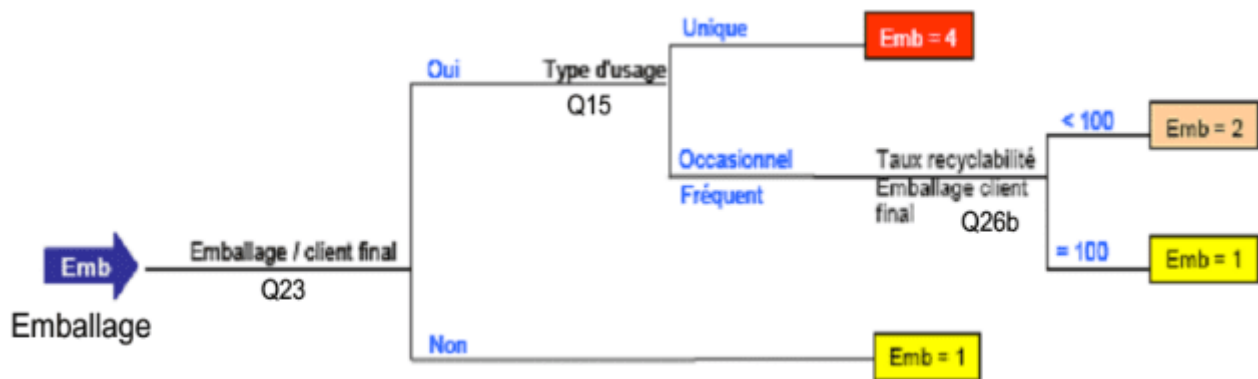 Unique
Emb = 4
Oui
Type d'usage
Q15
< 100
Emb = 2
Occasionnel
Fréquent
Taux recyclabilité
Emballage client
final
Q26b
Emb
Emballage / client final
Q23
= 100
Emb = 1
Emballage
Non
Emb = 1